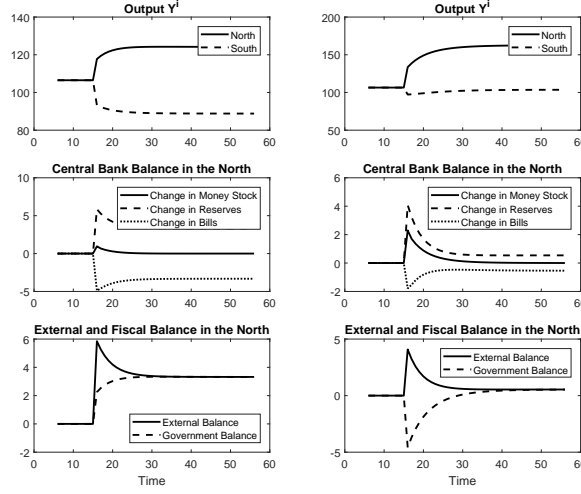 Output Y^i
140
120
100
80
0 10 20 30 40 50 60
North
South
Central Bank Balance in the North
10
5
0
-5
0 10 20 30 40 50 60
Change in Money Stock
Change in Reserves
Change in Bills
External and Fiscal Balance in the North
6
4
2
0
-2
0 10 20 30 40 50 60
External Balance
Government Balance
Time
Output Y^i
200
150
100
50
0 10 20 30 40 50 60
North
South
Central Bank Balance in the North
6
4
2
0
-2
0 10 20 30 40 50 60
Change in Money Stock
Change in Reserves
Change in Bills
External and Fiscal Balance in the North
5
0
-5
0 10 20 30 40 50 60
External Balance
Government Balance
Time